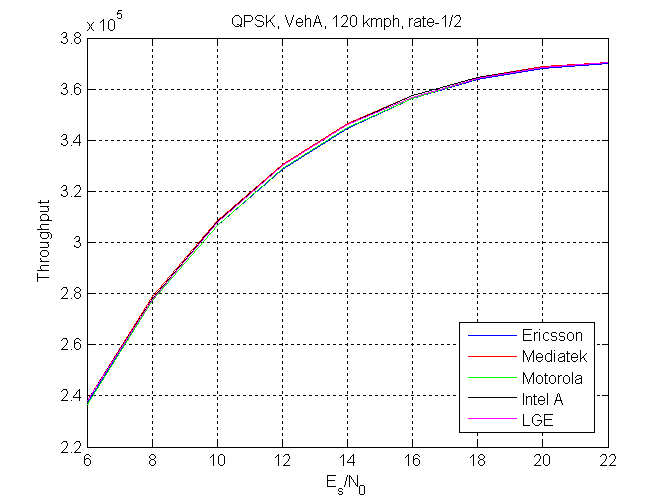 QPSK, VehA, 120 kmph, rate-1/2
x 10^5
3.8
3.6
3.4
3.2
3
2.8
2.6
2.4
2.2
Throughput
Ericsson
Mediatek
Motorola
Intel A
LGE
6 8 10 12 14 16 18 20 22
E_s/N_0